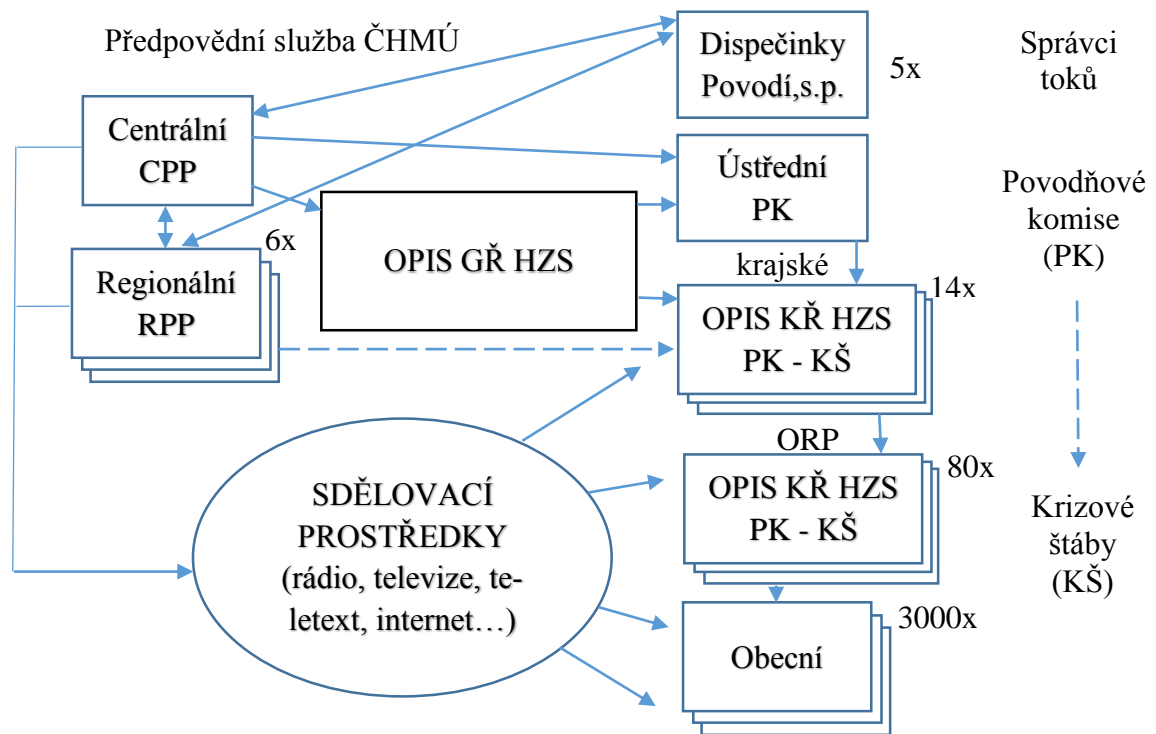 Předpovědní služba ČHMÚ
Dispečinky
Povodí,s.p.
5x
Správci
toků
Centrální
CPP
Ústřední
PK
Povodňové
komise
(PK)
OPIS GŘ HZS
6x
Regionální
RPP
krajské
14x
OPIS KŘ HZS
PK - KŠ
ORP
80x
OPIS KŘ HZS
PK - KŠ
Krizové
štáby
(KŠ)
SDĚLOVACÍ
PROSTŘEDKY
(rádio, televize, te-
letext, internet…)
3000x
Obecní